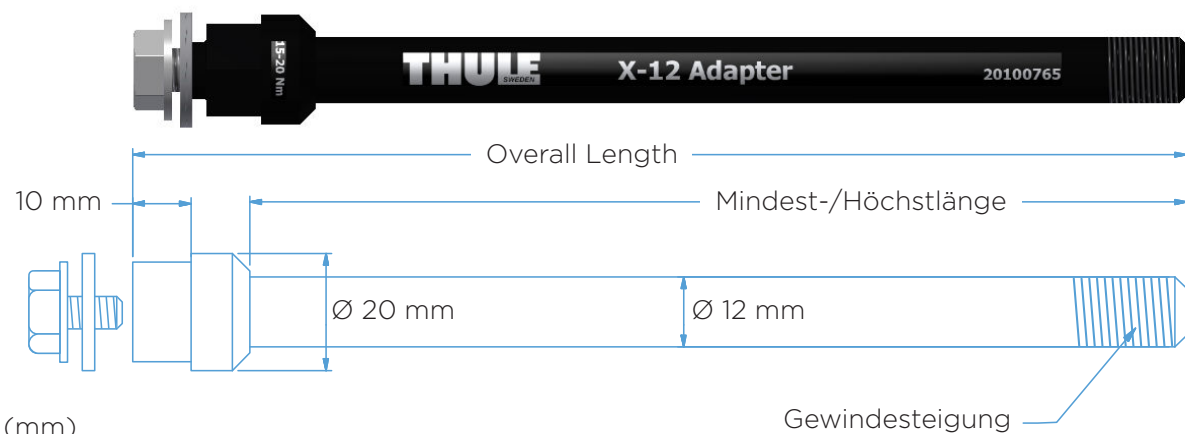 15-20 Nm
THULE
SWEDEN
X-12 Adapter
20100765
Overall Length
10 mm
Mindest-/Höchstlänge
Ø 20 mm
Ø 12 mm
Gewindesteigung
(mm)